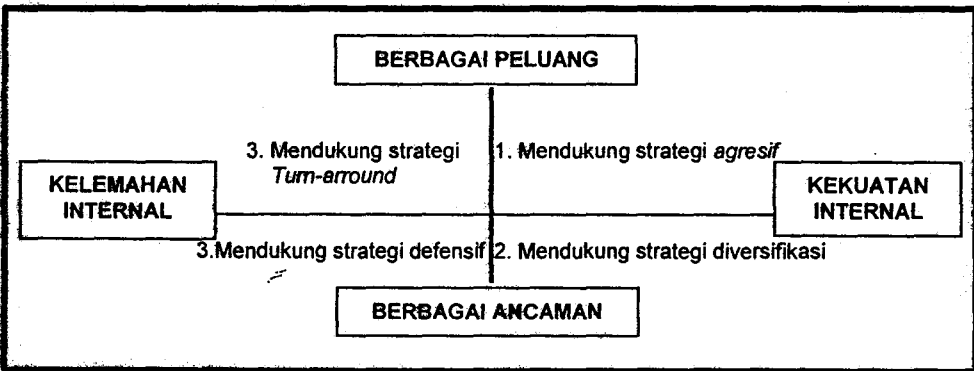 BERBAGAI PELUANG
3. Mendukung strategi
Turn-arround
1. Mendukung strategi agresif
KELEMAHAN
INTERNAL
KEKUATAN
INTERNAL
3.Mendukung strategi defensif
2. Mendukung strategi diversifikasi
BERBAGAI ANCAMAN